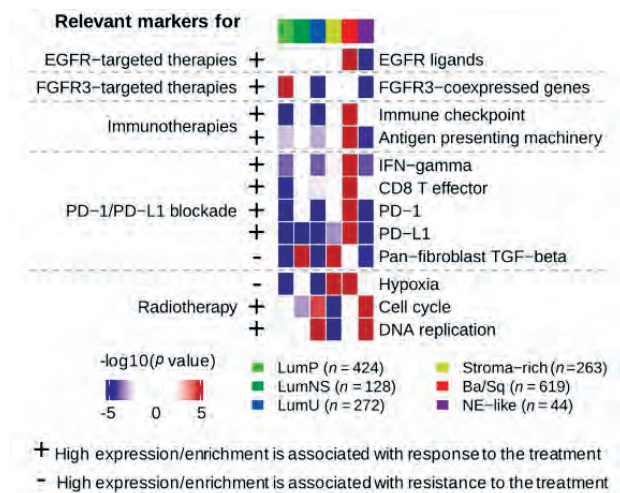 Relevant markers for
EGFR-targeted therapies + EGFR ligands
FGFR3-targeted therapies + FGFR3−coexpressed genes
Immunotherapies + Immune checkpoint
+ Antigen presenting machinery
+ IFN-gamma
+ CD8 T effector
PD-1/PD-L1 blockade + PD−1
+ PD−L1
- Pan−fibroblast TGF−beta
- Hypoxia
Radiotherapy + Cell cycle
+ DNA replication
-log10(p value)
-5 0 5
LumP (n = 424)
LumNS (n = 128)
LumU (n = 272)
Stroma−rich (n=263)
Ba/Sq (n = 619)
NE−like (n = 44)
+ High expression/enrichment is associated with response to the treatment
- High expression/enrichment is associated with resistance to the treatment